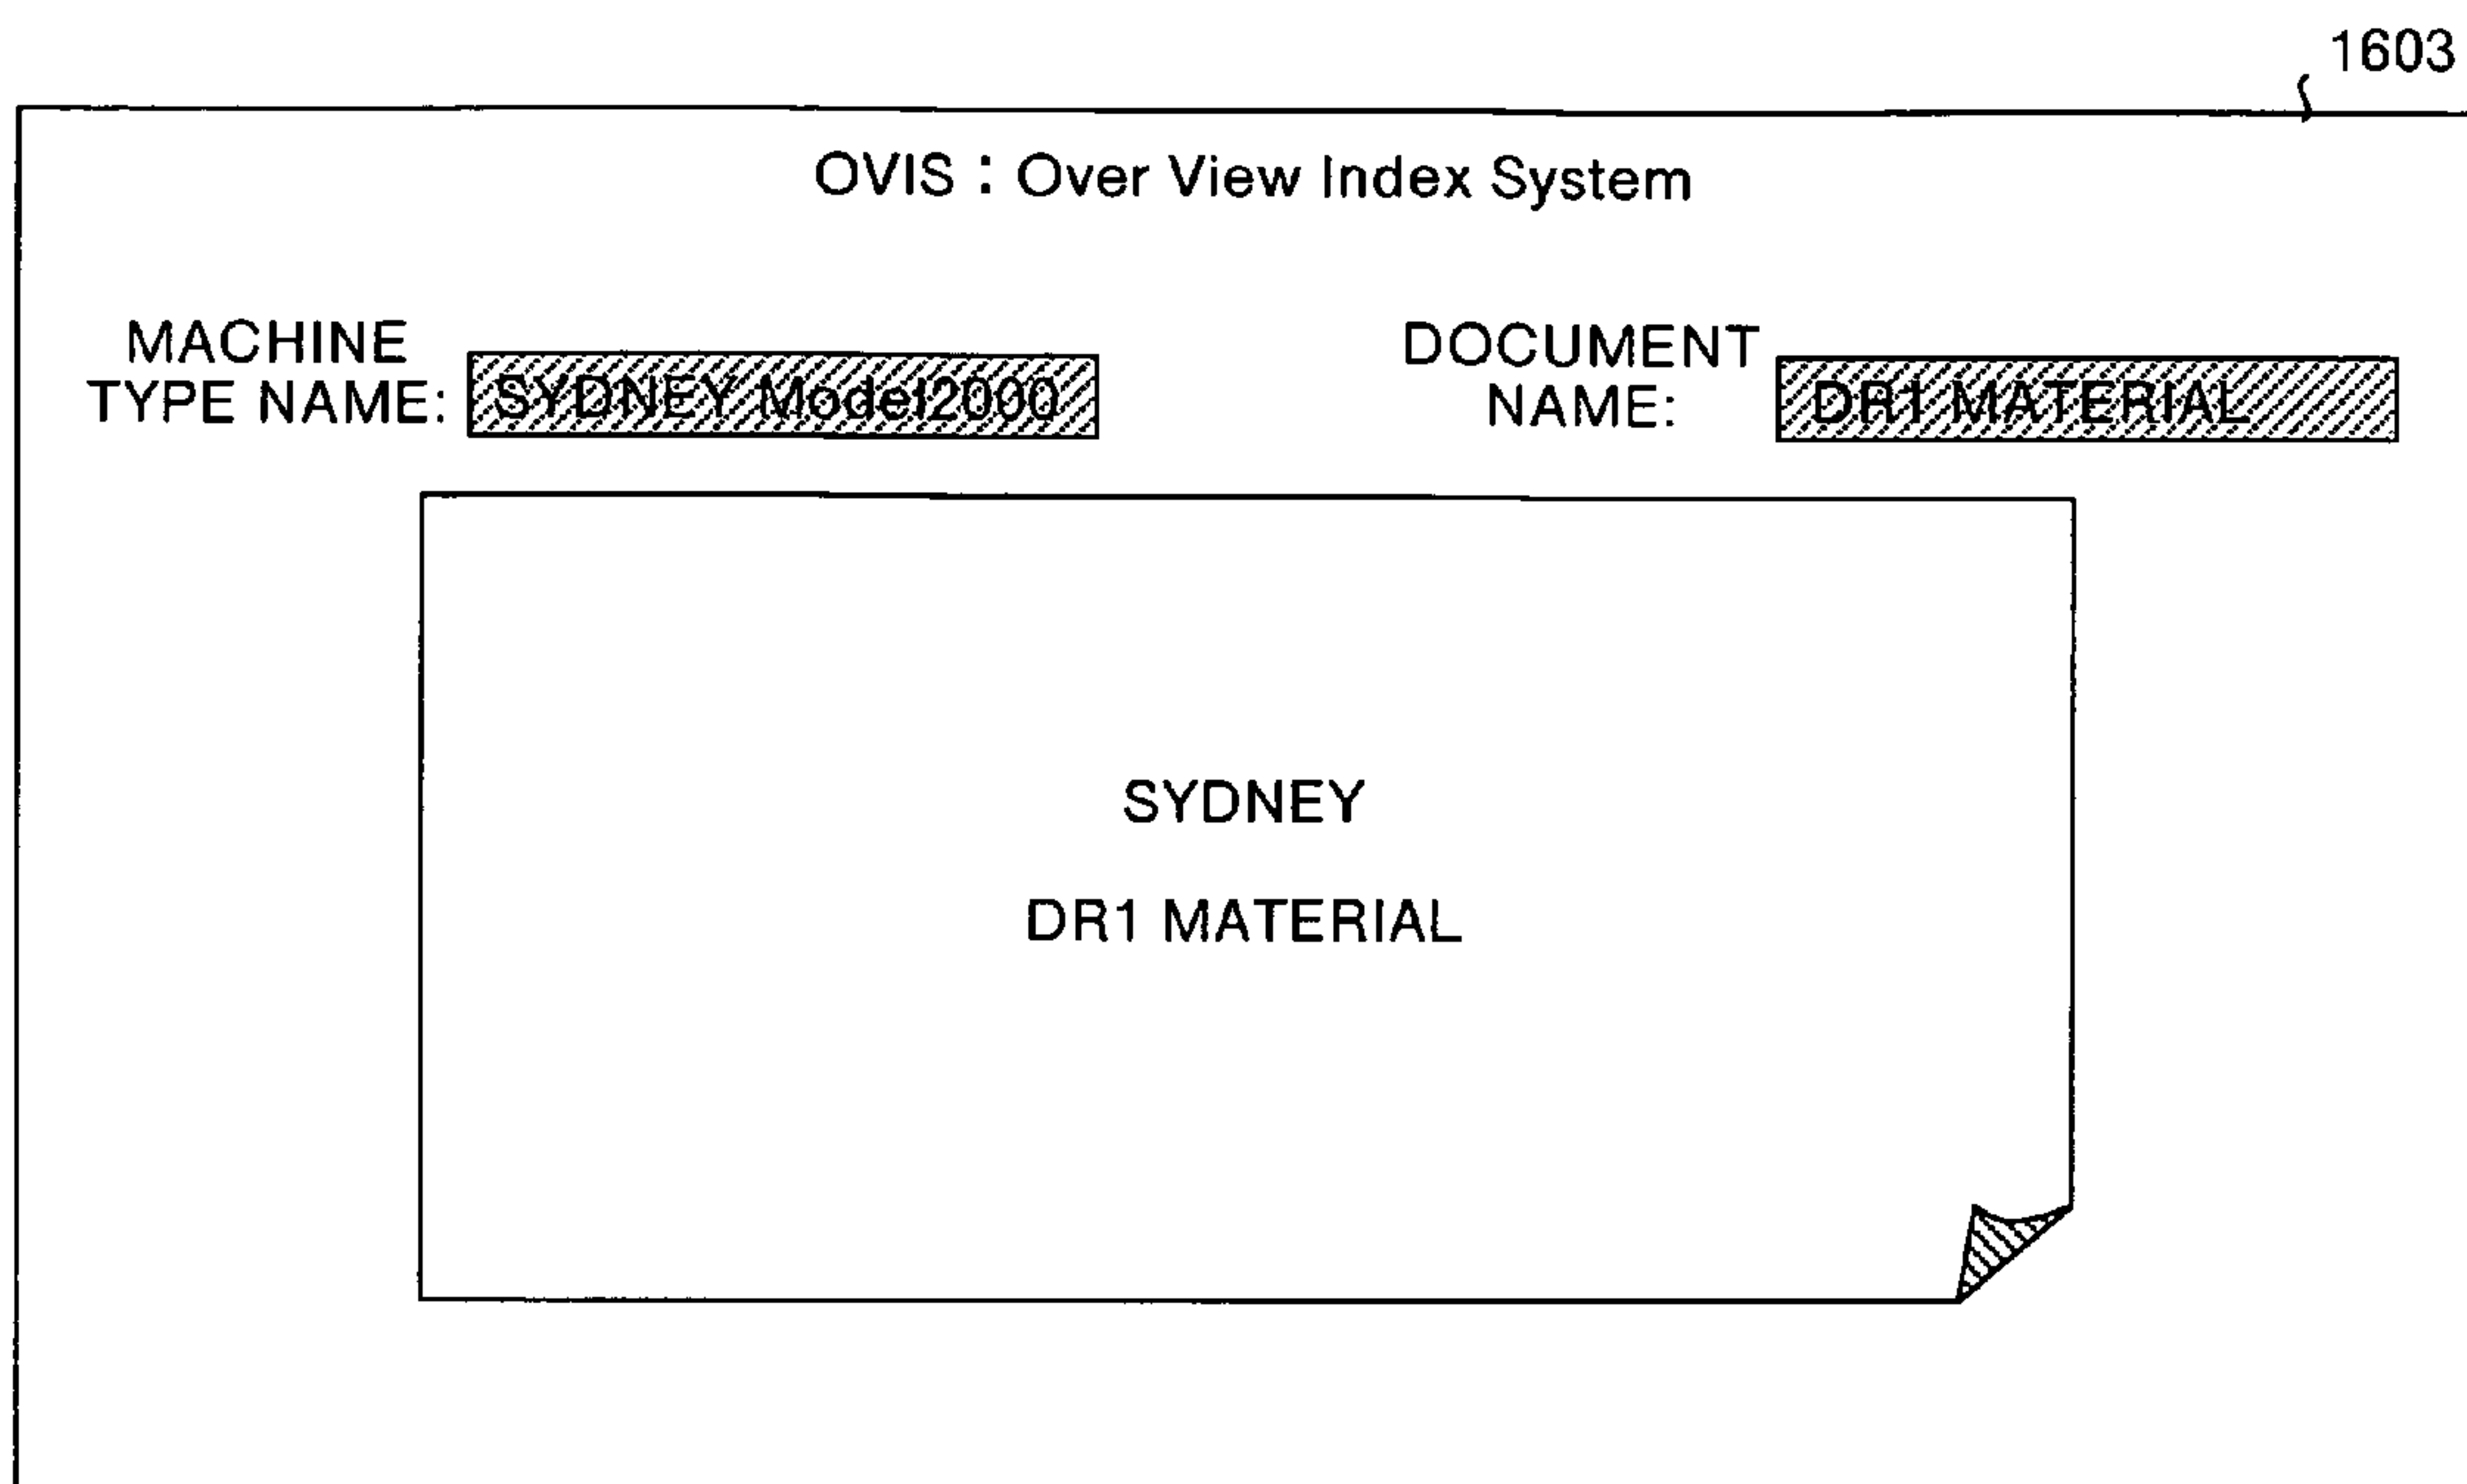 1603
OVIS : Over View Index System
MACHINE
TYPE NAME:
SYDNEY Model2000
DOCUMENT
NAME:
DR1 MATERIAL
SYDNEY
DR1 MATERIAL